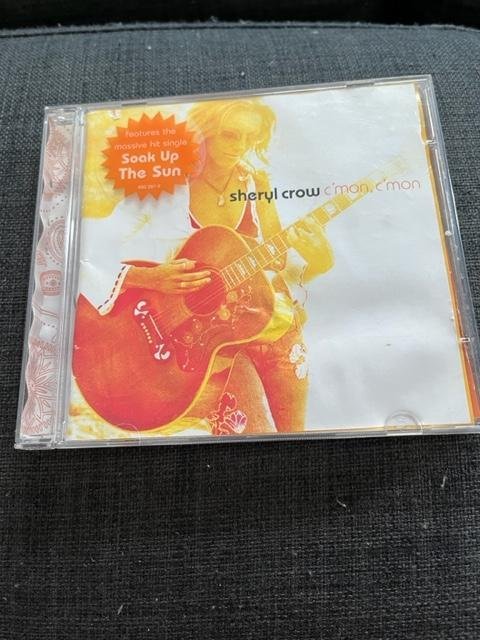 features the
massive hit single
Soak Up
The Sun
sheryl crow c'mon, c'mon